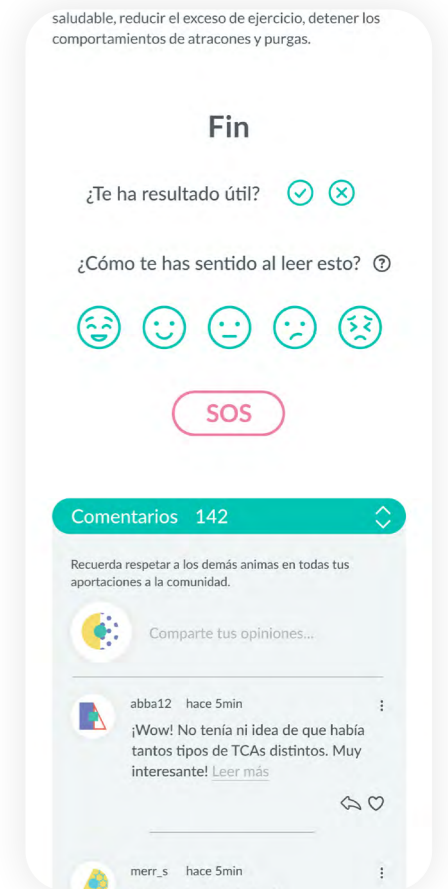 saludable, reducir el exceso de ejercicio, detener los
comportamientos de atracones y purgas.
Fin
¿Te ha resultado útil?
¿Cómo te has sentido al leer esto? ?
SOS
Comentarios 142
Recuerda respetar a los demás animas en todas tus
aportaciones a la comunidad.
Comparte tus opiniones...
abba12 hace 5min
¡Wow! No tenía ni idea de que había
tantos tipos de TCAs distintos. Muy
interesante! Leer más
merr_s hace 5min